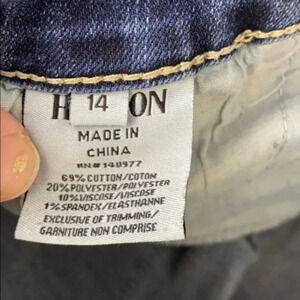 H ON
14
MADE IN
CHINA
RN# 148977
69% COTTON/COTON
20% POLYESTER/POLYESTER
10% VISCOSE/VISCOSE
1% SPANDEX/ELASTHANNE
EXCLUSIVE OF TRIMMING/
GARNITURE NON COMPRISE